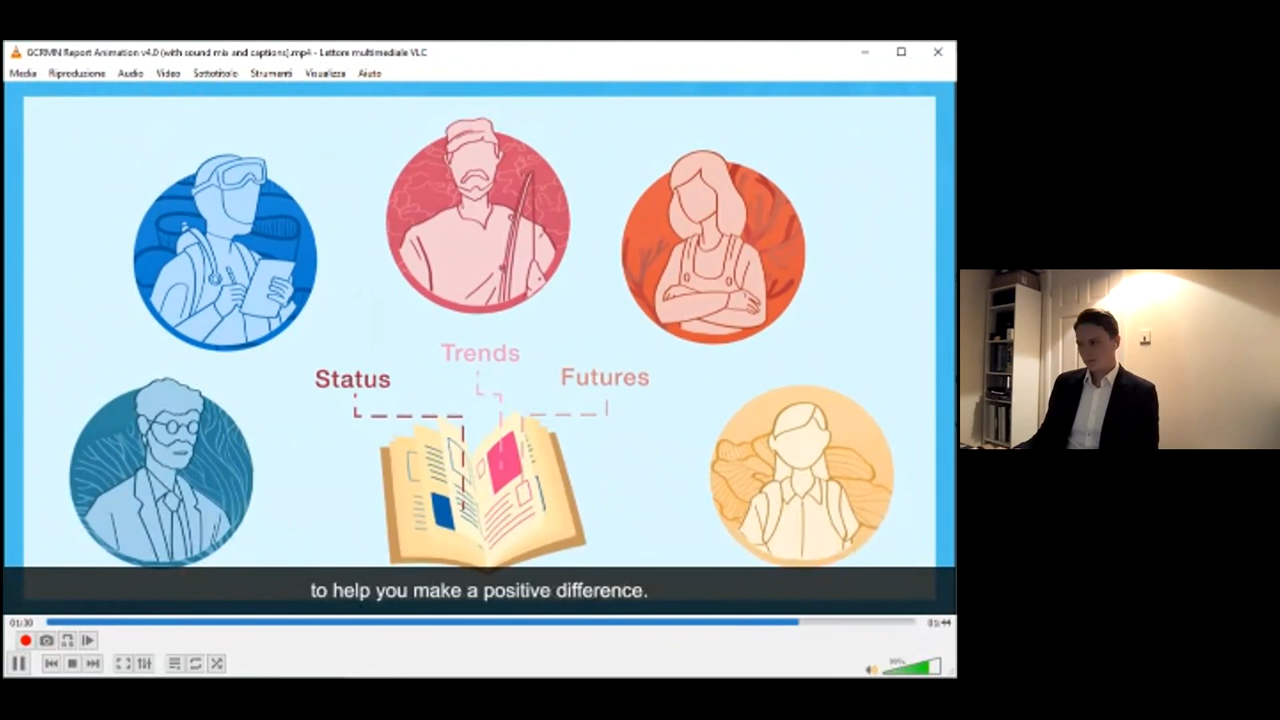 GCRMN Report Animation v4.0 (with sound mix and captions).mp4 - Lettore multimediale VLC
Media Riproduzione Audio Video Sottotitolo Strumenti Visualizza Aiuto
Trends
Status
Futures
to help you make a positive difference.
01:30
01:44